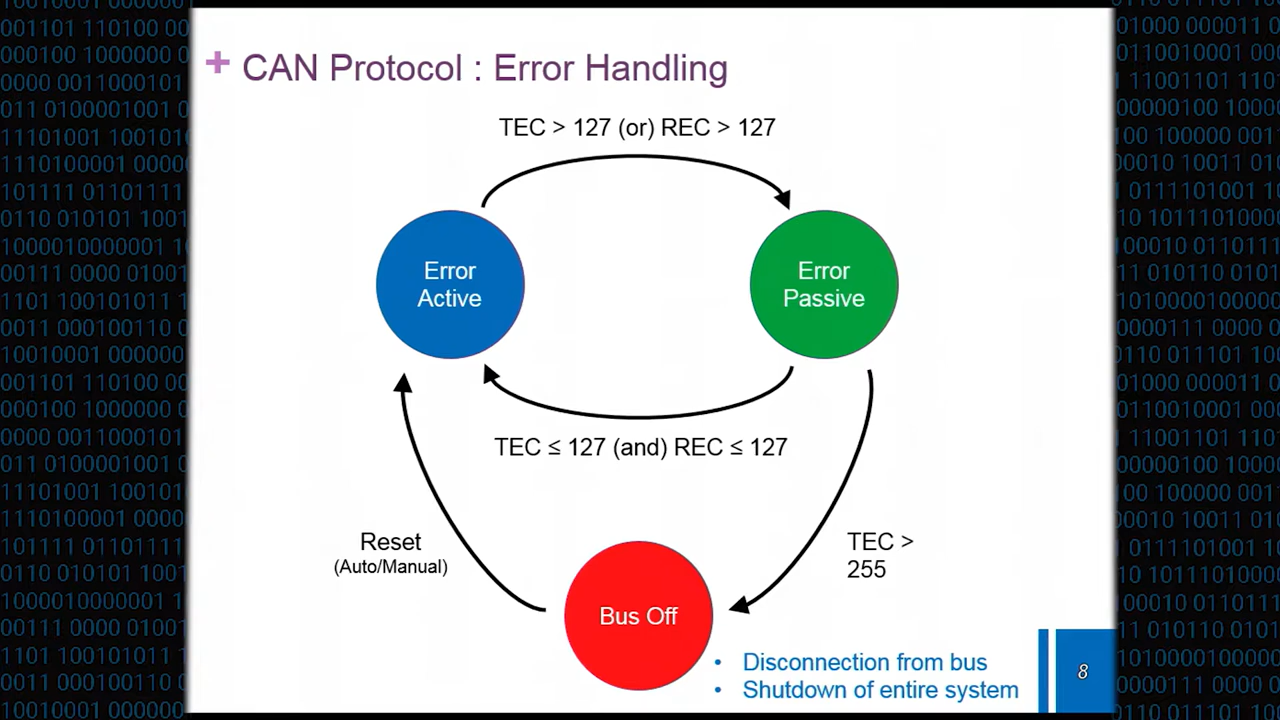 + CAN Protocol : Error Handling
TEC > 127 (or) REC > 127
Error
Active
Error
Passive
TEC ≤ 127 (and) REC ≤ 127
Reset
(Auto/Manual)
TEC >
255
Bus Off
• Disconnection from bus
• Shutdown of entire system
8